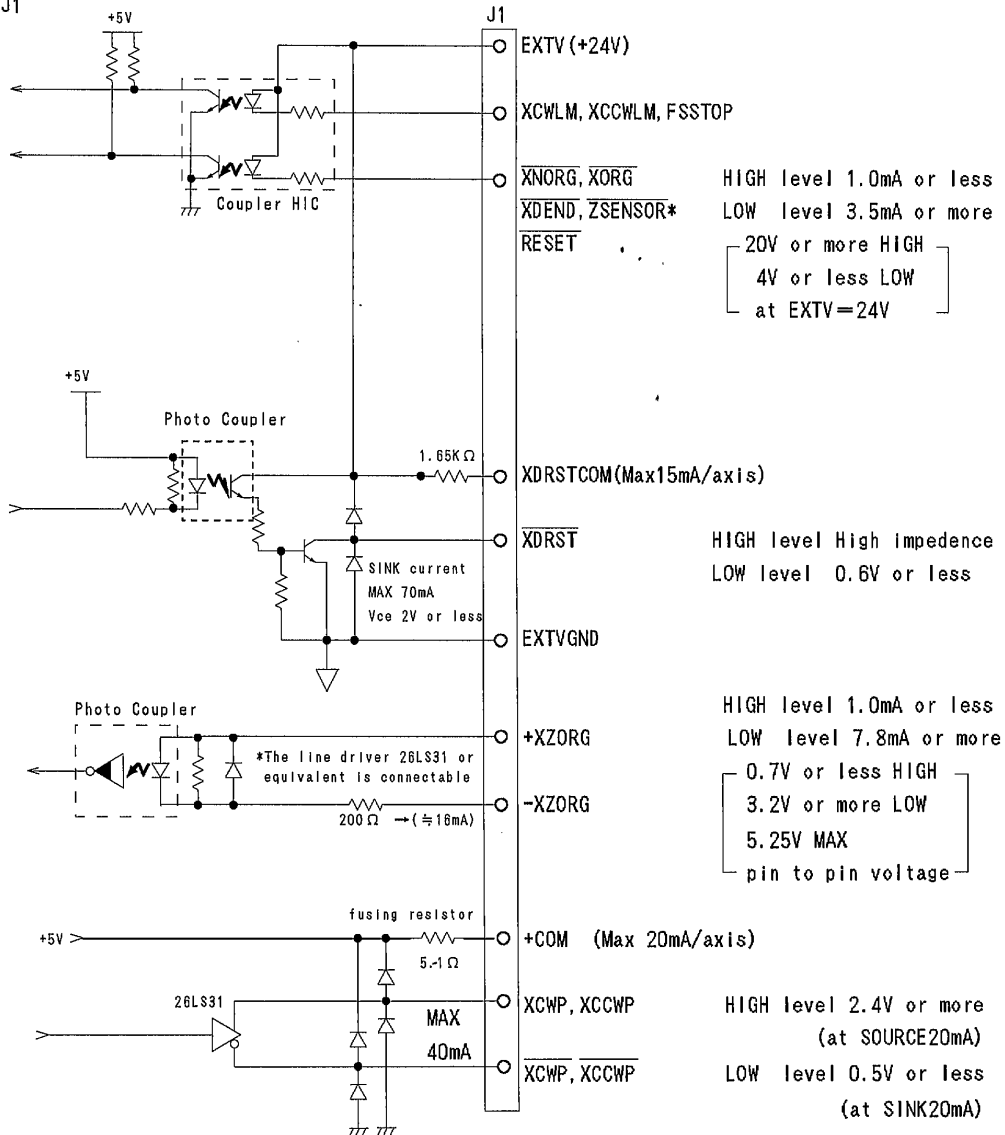 J1
+5V
J1
EXTV(+24V)
XCWLM, XCCWLM, FSSTOP
XNORG, XORG
HIGH level 1.0mA or less
Coupler HIC
XDEND, ZSENSOR*
LOW level 3.5mA or more
RESET
20V or more HIGH
4V or less LOW
at EXTV=24V
+5V
Photo Coupler
1.65KΩ
XDRSTCOM(Max15mA/axis)
XDRST
HIGH level High impedence
LOW level 0.6V or less
SINK current
MAX 70mA
Vce 2V or less
EXTVGND
Photo Coupler
HIGH level 1.0mA or less
+XZORG
LOW level 7.8mA or more
*The line driver 26LS31 or
equivalent is connectable
0.7V or less HIGH
-XZORG
3.2V or more LOW
200Ω →(≒16mA)
5.25V MAX
pin to pin voltage
fusing resistor
+5V
+COM (Max 20mA/axis)
5.-1Ω
26LS31
XCWP, XCCWP
HIGH level 2.4V or more
MAX
(at SOURCE20mA)
40mA
XCWP, XCCWP
LOW level 0.5V or less
(at SINK20mA)